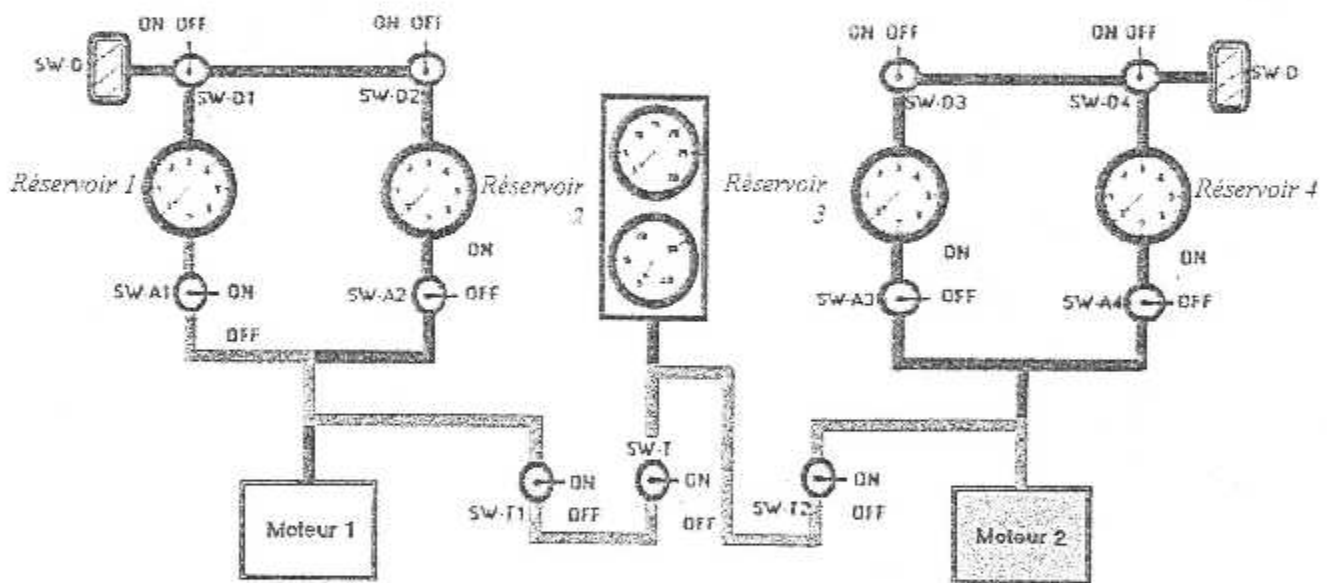 ON OFF
ON OFF
ON OFF
ON OFF
SW-D
SW-D1
SW-D2
SW-D3
SW-D4
SW-D
Réservoir 1
Réservoir
2
Réservoir
3
Réservoir 4
ON
ON
ON
SW-A1
ON
SW-A2
OFF
SW-A3
OFF
SW-A4
OFF
OFF
SW-T
ON
ON
ON
SW-T1
OFF
OFF
SW-T2
OFF
Moteur 1
Moteur 2